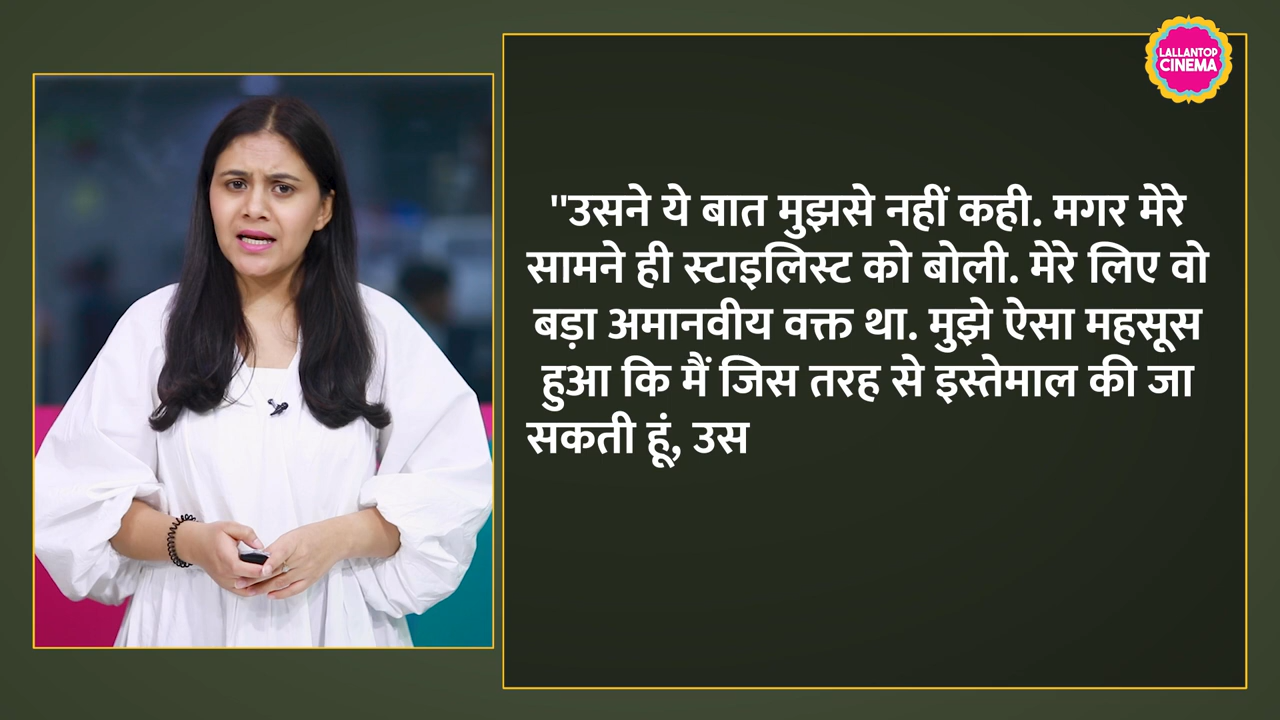 LALLANTOP
CINEMA
"उसने ये बात मुझसे नहीं कही. मगर मेरे
सामने ही स्टाइलिस्ट को बोली. मेरे लिए वो
बड़ा अमानवीय वक्त था. मुझे ऐसा महसूस
हुआ कि मैं जिस तरह से इस्तेमाल की जा
सकती हूं, उस